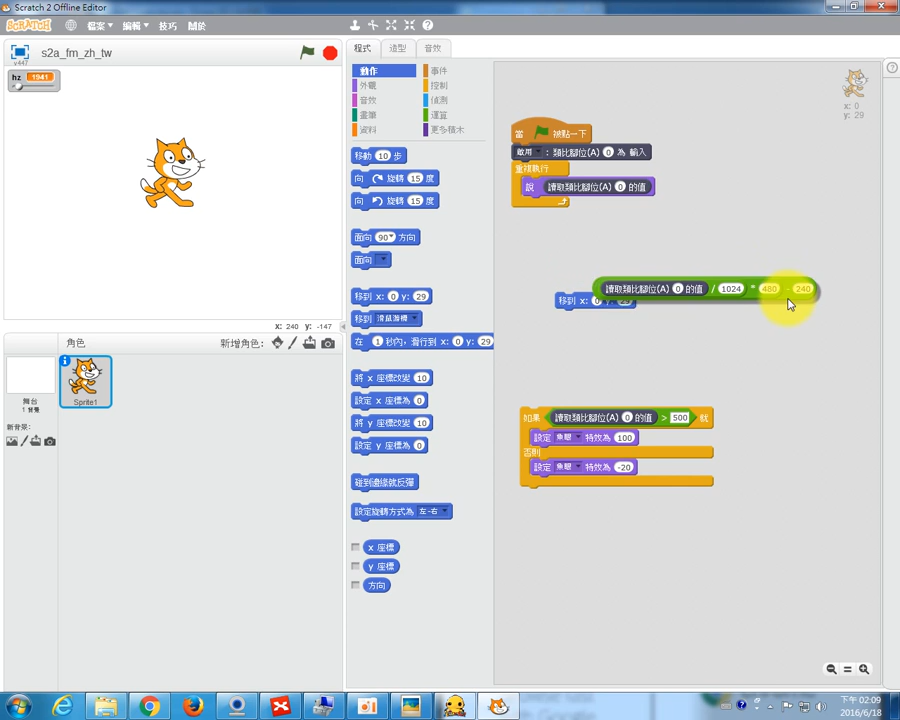 Scratch 2 Offline Editor
SCRATCH 檔案 編輯 技巧 關於
s2a_fm_zh_tw
v447
hz 1941
x: 240 y: -147
角色 新增角色:
舞台
1 背景
新背景:
Sprite1
程式 造型 音效
動作 事件
外觀 控制
音效 偵測
畫筆 運算
資料 更多積木
移動 10 步
向 旋轉 15 度
向 旋轉 15 度
面向 90 方向
面向
移到 x: 0 y: 29
移到 滑鼠游標
在 1 秒內,滑行到 x: 0 y: 29
將 x 座標改變 10
設定 x 座標為 0
將 y 座標改變 10
設定 y 座標為 0
碰到邊緣就反彈
設定旋轉方式為 左-右
x 座標
y 座標
方向
x: 0
y: 29
當 被點一下
啟用 : 類比腳位(A) 0 為 輸入
重複執行
說 讀取類比腳位(A) 0 的值
讀取類比腳位(A) 0 的值 / 1024 * 480 - 240
移到 x: 0 y: 29
如果 讀取類比腳位(A) 0 的值 > 500 就
設定 魚眼 特效為 100
否則
設定 魚眼 特效為 -20
下午 02:09
2016/6/18